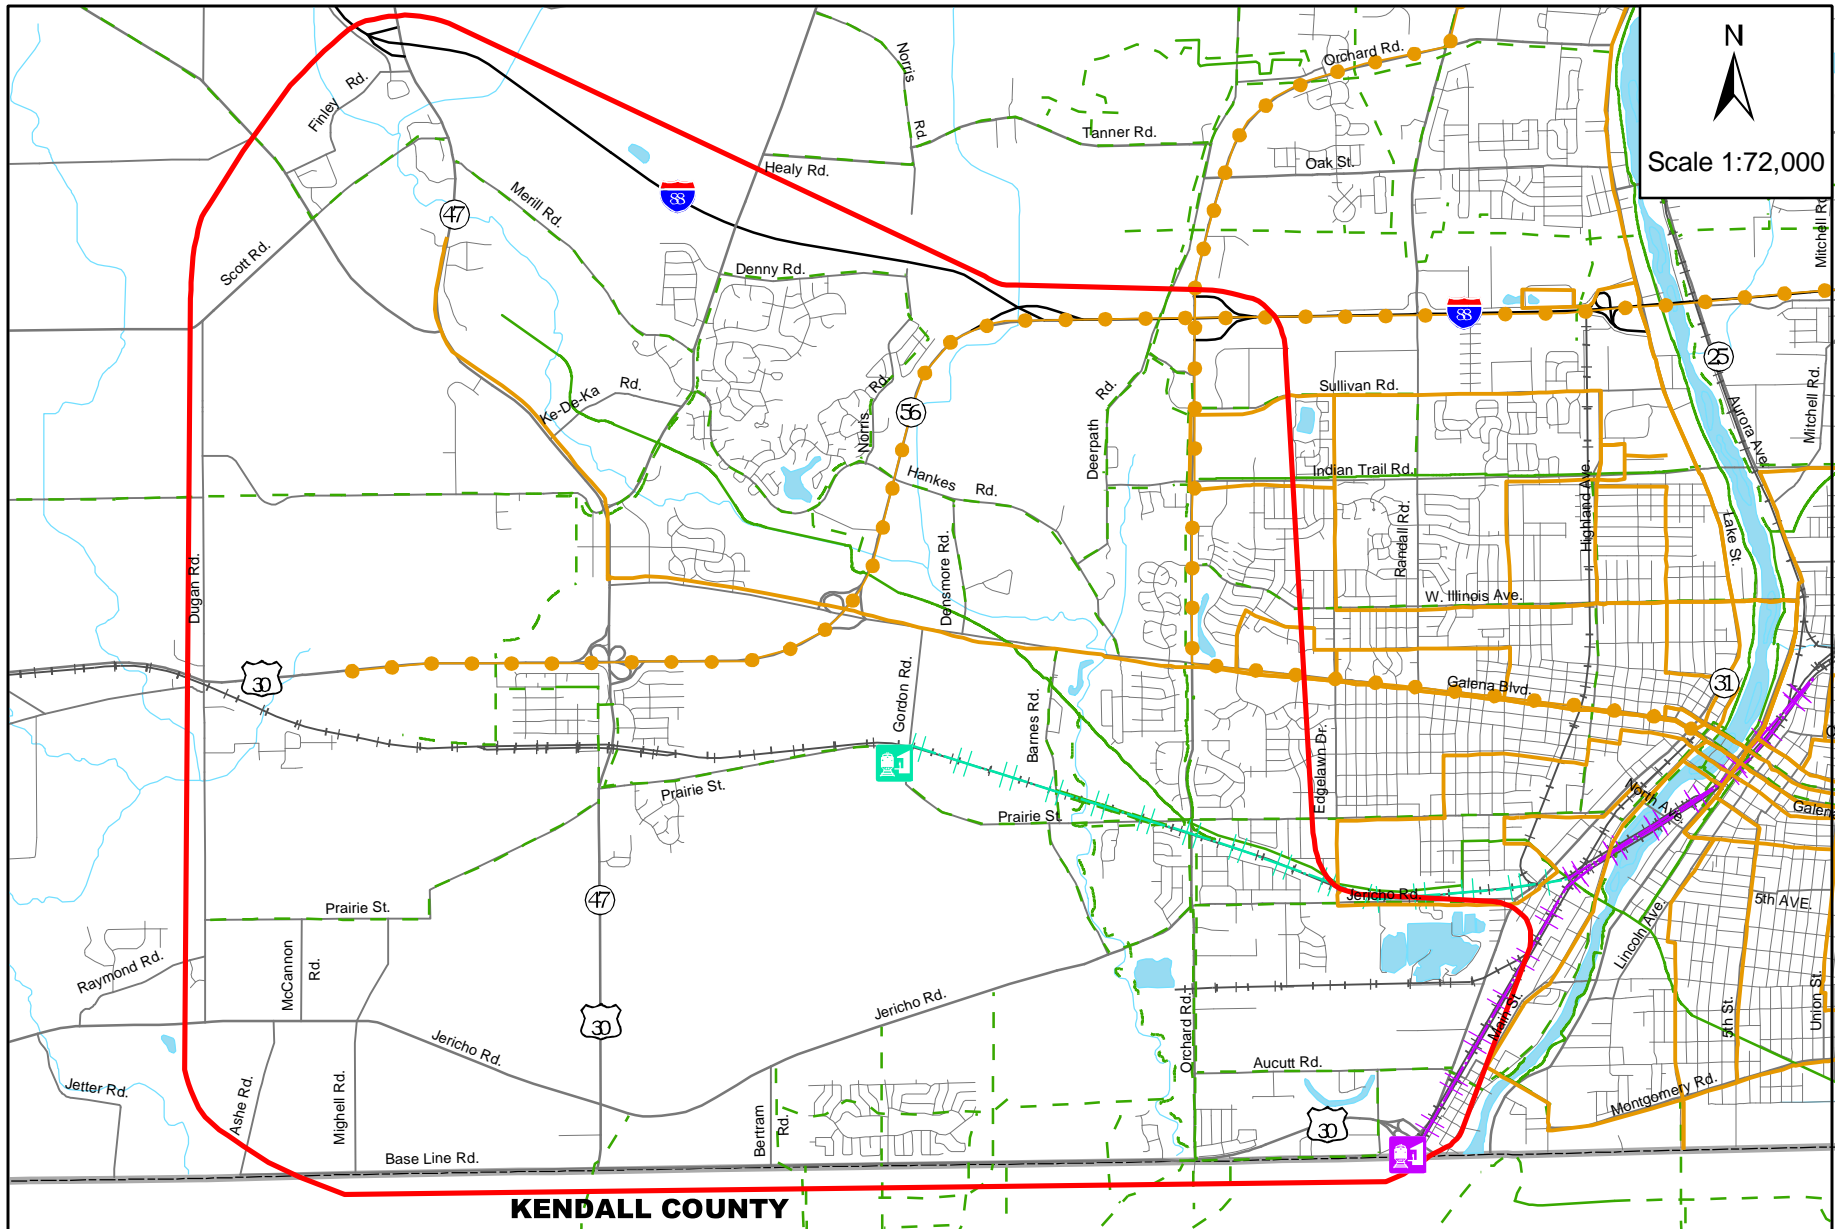 N
Scale 1:72,000
Orchard Rd.
Norris
Rd.
Finley Rd.
Tanner Rd.
Oak St.
Healy Rd.
88
Merill Rd.
47
Mitchell Rd
Scott Rd.
Denny Rd.
88
25
Sullivan Rd.
Ke-De-Ka Rd.
Norris Rd.
56
Deerpath Rd.
Aurora Ave.
Mitchell Rd.
Hankes Rd.
Indian Trail Rd.
Highland Ave.
Randall Rd.
Lake St.
Dugan Rd.
Densmore Rd.
W. Illinois Ave.
30
Gordon Rd.
Barnes Rd.
Galena Blvd.
31
Edgelawn Dr.
Prairie St.
Prairie St.
North Ave.
Galena
Jericho Rd.
5th AVE.
47
Prairie St.
Lincoln Ave.
Raymond Rd.
McCannon Rd.
30
Jericho Rd.
Jericho Rd.
Orchard Rd.
Main St.
5th St.
Union St.
Aucutt Rd.
Jetter Rd.
Ashe Rd.
Mighell Rd.
Bertram Rd.
30
Montgomery Rd.
Base Line Rd.
KENDALL COUNTY